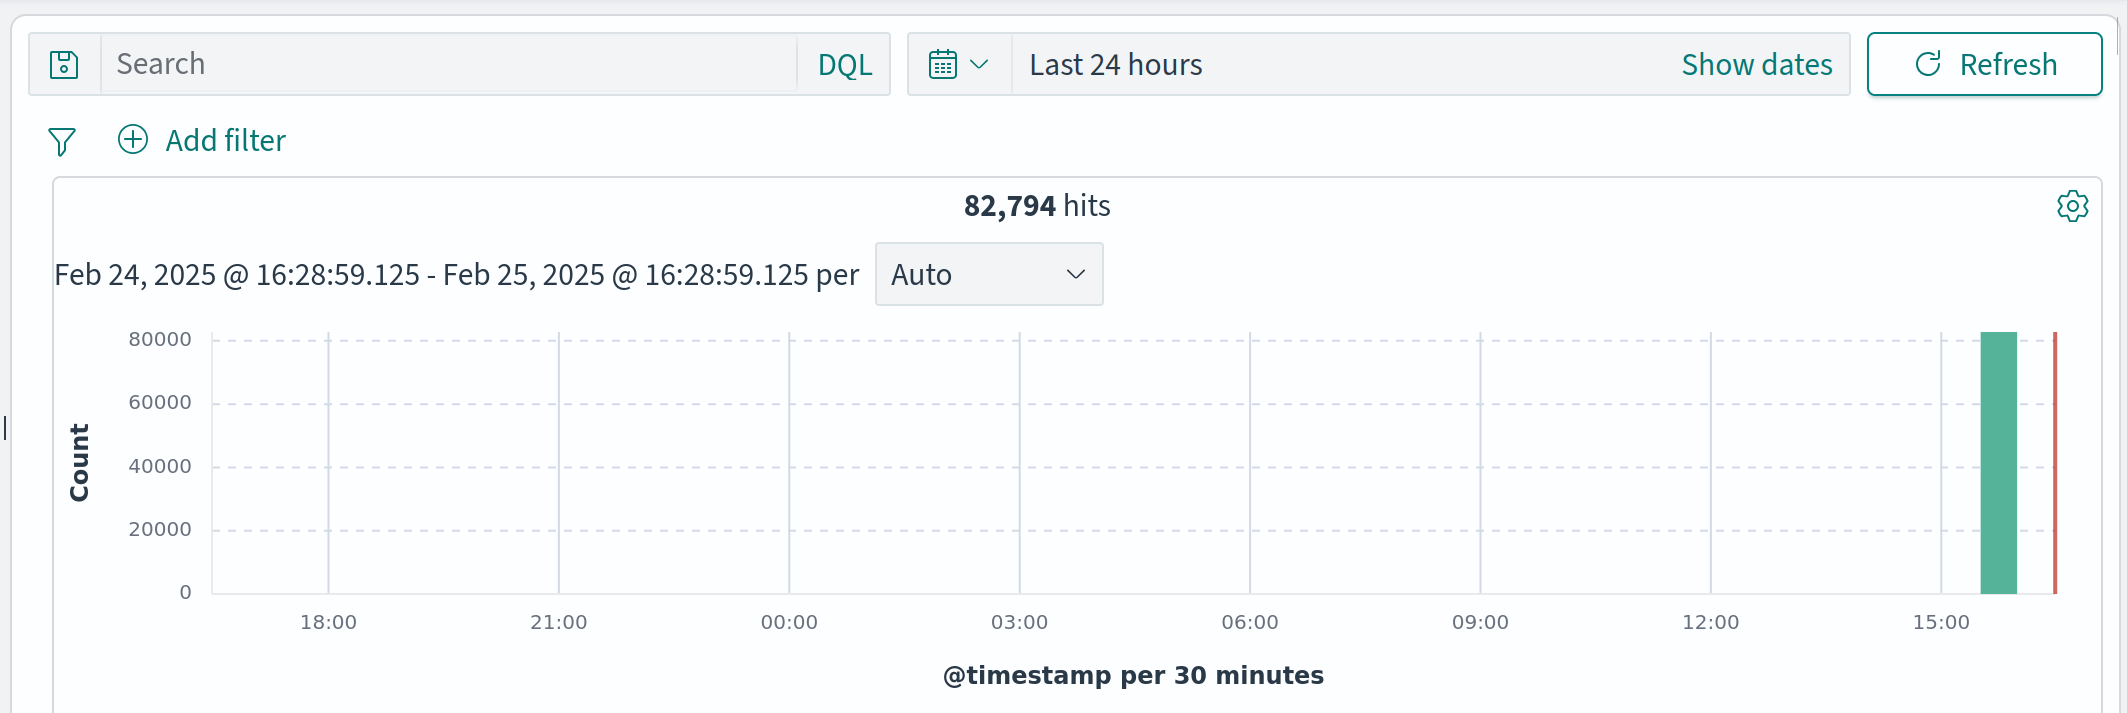 Search DQL Last 24 hours Show dates Refresh
Add filter
82,794 hits
Feb 24, 2025 @ 16:28:59.125 - Feb 25, 2025 @ 16:28:59.125 per Auto
80000
60000
40000
20000
0
Count
18:00 21:00 00:00 03:00 06:00 09:00 12:00 15:00
@timestamp per 30 minutes